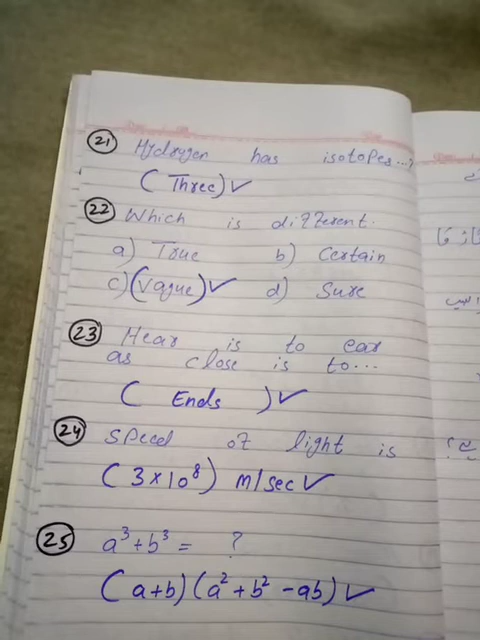 21 Hydrogen has isotopes...?
(Three) ✓
22 Which is different.
a) True b) Certain
c) (Vague) ✓ d) Sure
23 Hear is to ear
as close is to...
( Ends ) ✓
24 Speed of light is
(3×10⁸) m/sec ✓
25 a³+b³ = ?
(a+b)(a²+b²-ab) ✓